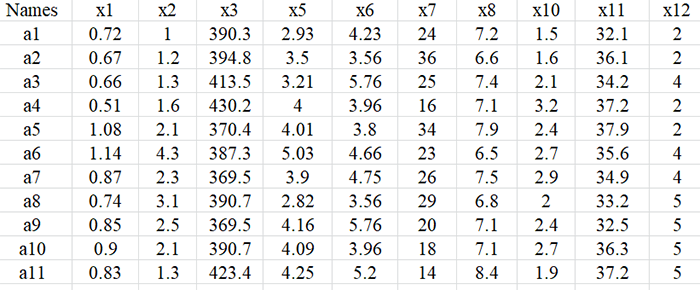 Names x1 x2 x3 x5 x6 x7 x8 x10 x11 x12
a1 0.72 1 390.3 2.93 4.23 24 7.2 1.5 32.1 2
a2 0.67 1.2 394.8 3.5 3.56 36 6.6 1.6 36.1 2
a3 0.66 1.3 413.5 3.21 5.76 25 7.4 2.1 34.2 4
a4 0.51 1.6 430.2 4 3.96 16 7.1 3.2 37.2 2
a5 1.08 2.1 370.4 4.01 3.8 34 7.9 2.4 37.9 2
a6 1.14 4.3 387.3 5.03 4.66 23 6.5 2.7 35.6 4
a7 0.87 2.3 369.5 3.9 4.75 26 7.5 2.9 34.9 4
a8 0.74 3.1 390.7 2.82 3.56 29 6.8 2 33.2 5
a9 0.85 2.5 369.5 4.16 5.76 20 7.1 2.4 32.5 5
a10 0.9 2.1 390.7 4.09 3.96 18 7.1 2.7 36.3 5
a11 0.83 1.3 423.4 4.25 5.2 14 8.4 1.9 37.2 5